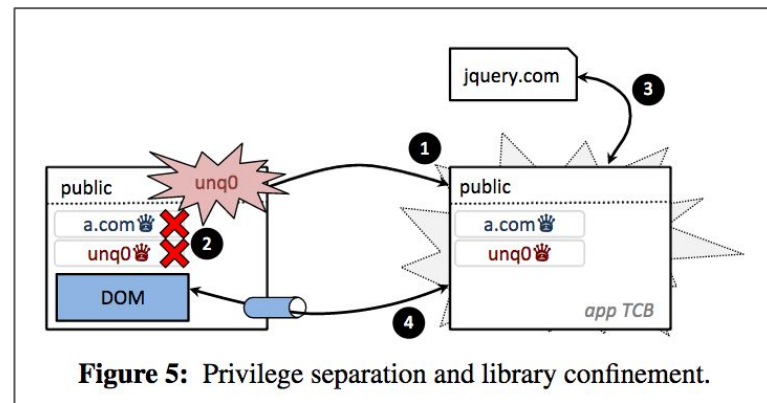 jquery.com
3
1
public
unq0
a.com
unq0
2
DOM
public
a.com
unq0
app TCB
4
Figure 5: Privilege separation and library confinement.